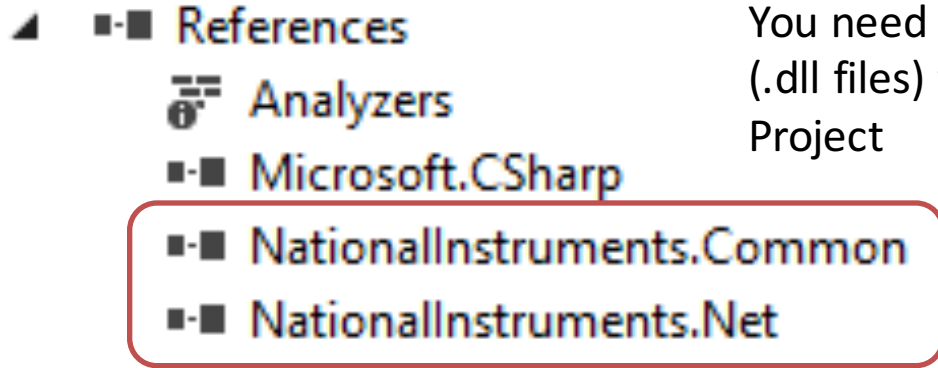 References
Analyzers
Microsoft.CSharp
NationalInstruments.Common
NationalInstruments.Net
You need
(.dll files)
Project